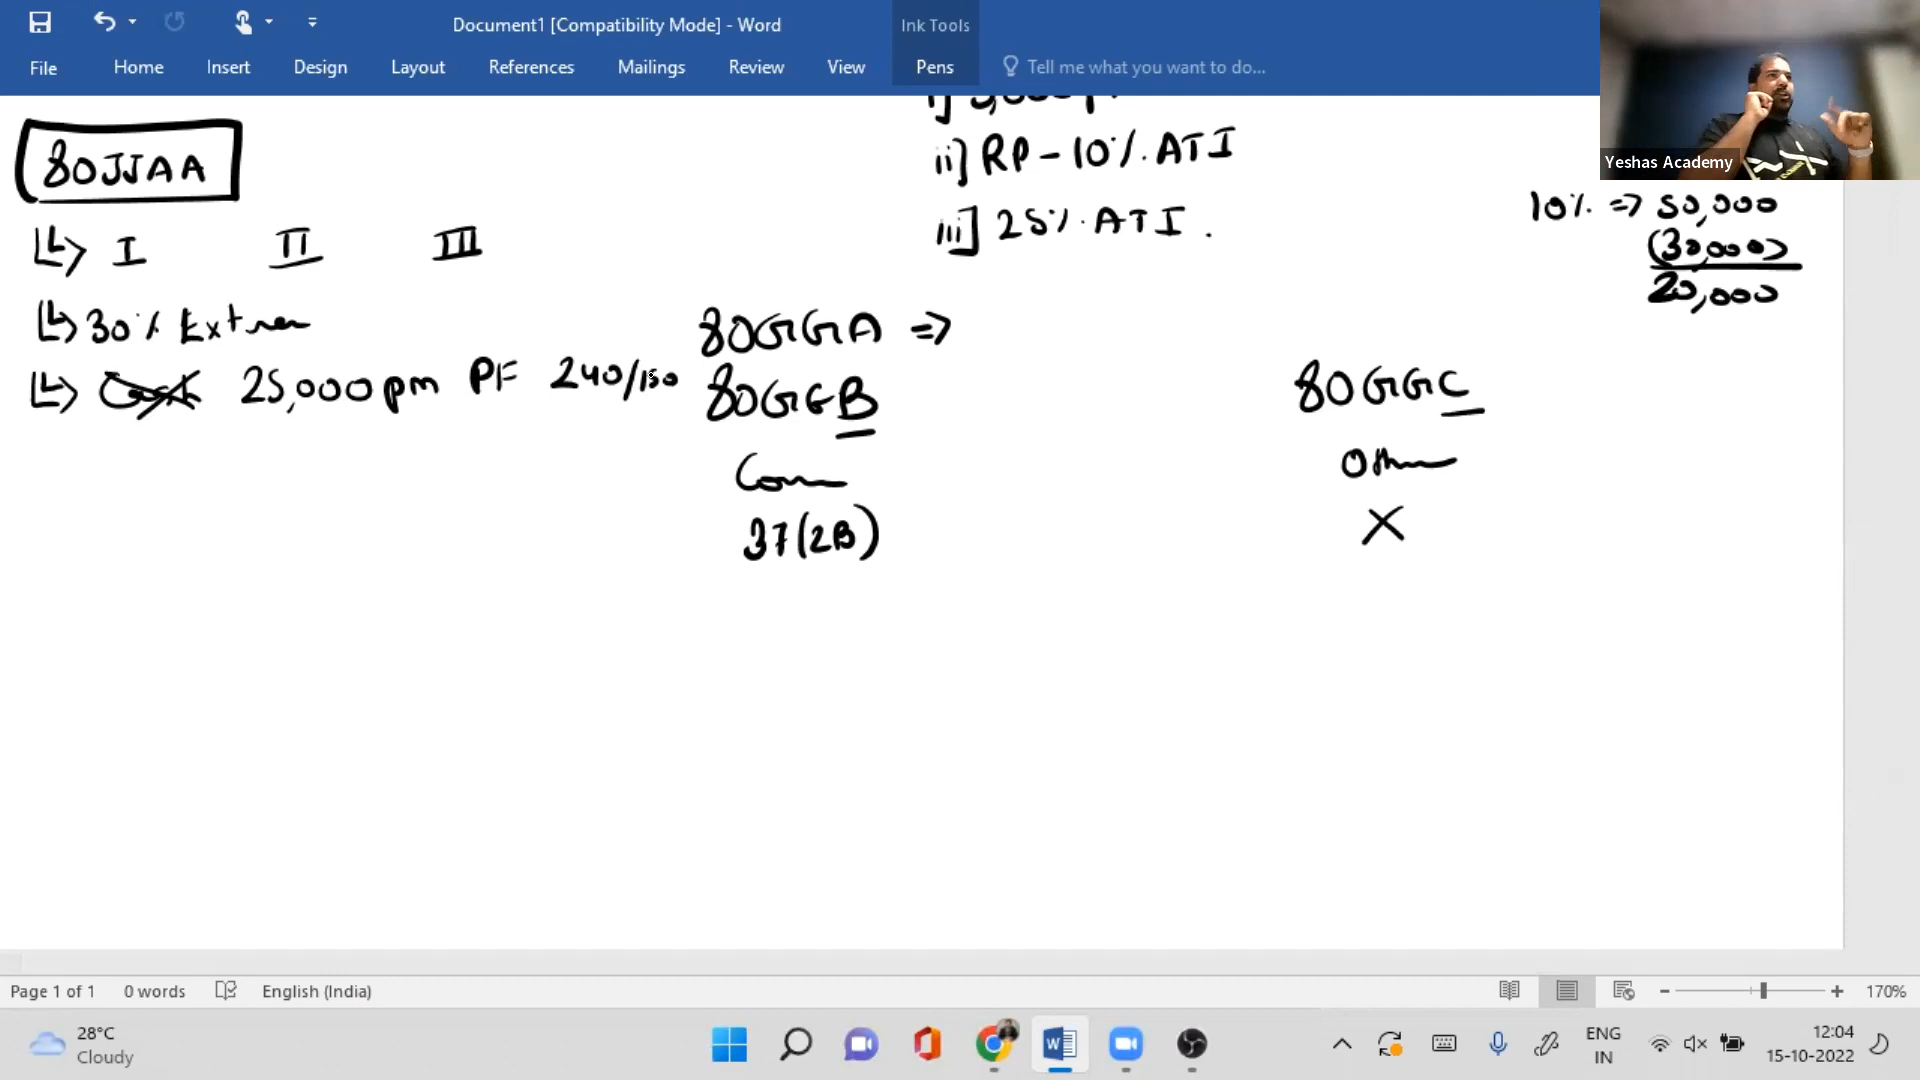 Document1 [Compatibility Mode] - Word
Ink Tools
File Home Insert Design Layout References Mailings Review View Pens Tell me what you want to do...
Yeshas Academy
80JJAA
I II III
30% Extra
25,000 pm PF 240/150
ii] RP - 10%. ATI
iii] 25%. ATI.
10% => 50,000
(30,000)
20,000
80GGA =>
80GGB
37(2B)
80GGC
X
Page 1 of 1 0 words English (India) 170%
28°C
Cloudy
ENG
IN
12:04
15-10-2022